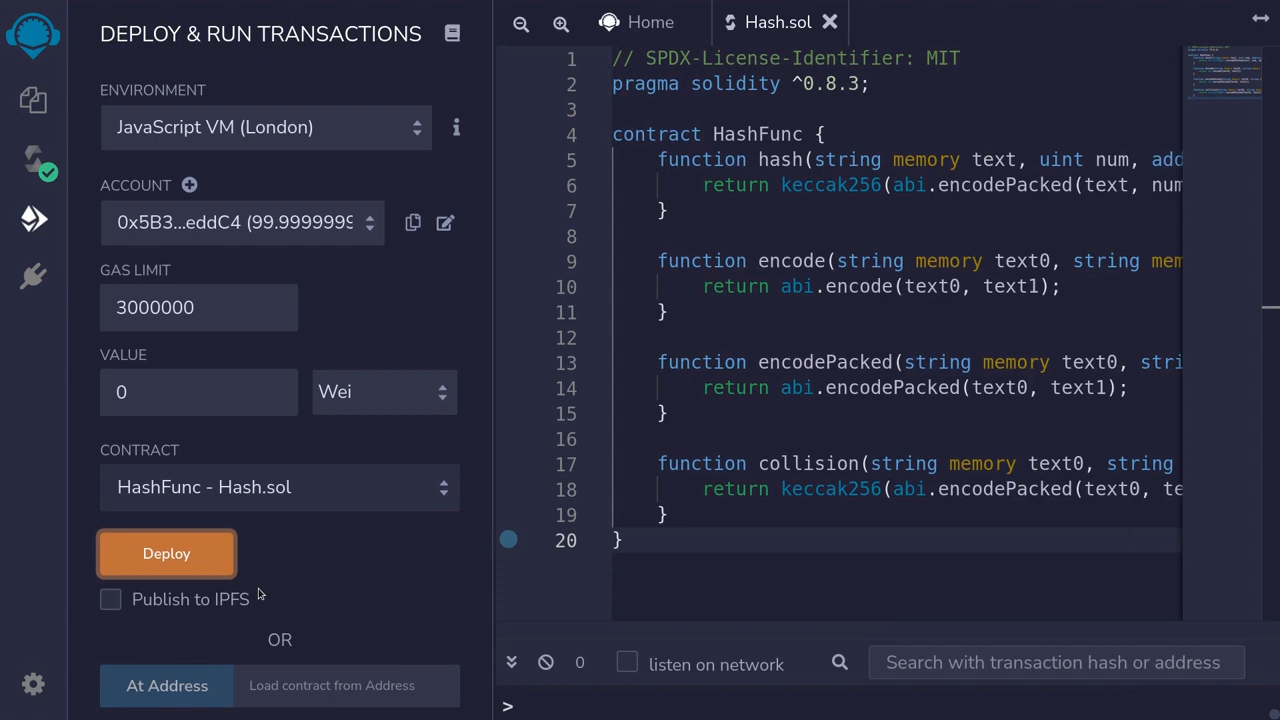 DEPLOY & RUN TRANSACTIONS
ENVIRONMENT
JavaScript VM (London)
ACCOUNT
0x5B3...eddC4 (99.9999999
GAS LIMIT
3000000
VALUE
0
Wei
CONTRACT
HashFunc - Hash.sol
Deploy
Publish to IPFS
OR
At Address
Load contract from Address
Home
Hash.sol
1 // SPDX-License-Identifier: MIT
2 pragma solidity ^0.8.3;
3
4 contract HashFunc {
5 function hash(string memory text, uint num, add
6 return keccak256(abi.encodePacked(text, num
7 }
8
9 function encode(string memory text0, string mem
10 return abi.encode(text0, text1);
11 }
12
13 function encodePacked(string memory text0, stri
14 return abi.encodePacked(text0, text1);
15 }
16
17 function collision(string memory text0, string
18 return keccak256(abi.encodePacked(text0, te
19 }
20 }
0
listen on network
Search with transaction hash or address
>